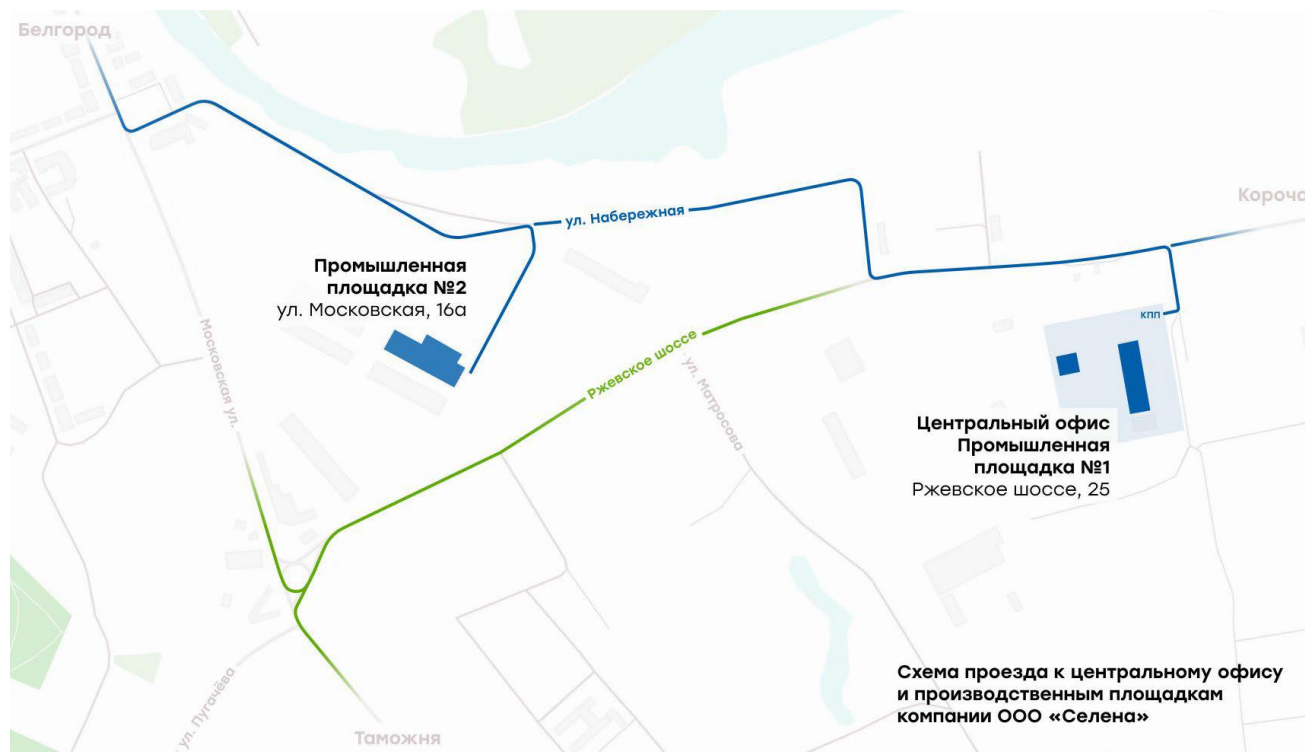 Белгород
Короча
ул. Набережная
Промышленная
площадка №2
ул. Московская, 16а
кпп
Московская ул.
Ржевское шоссе
ул. Матросова
Центральный офис
Промышленная
площадка №1
Ржевское шоссе, 25
ул. Пугачёва
Таможня
Схема проезда к центральному офису
и производственным площадкам
компании ООО «Селена»